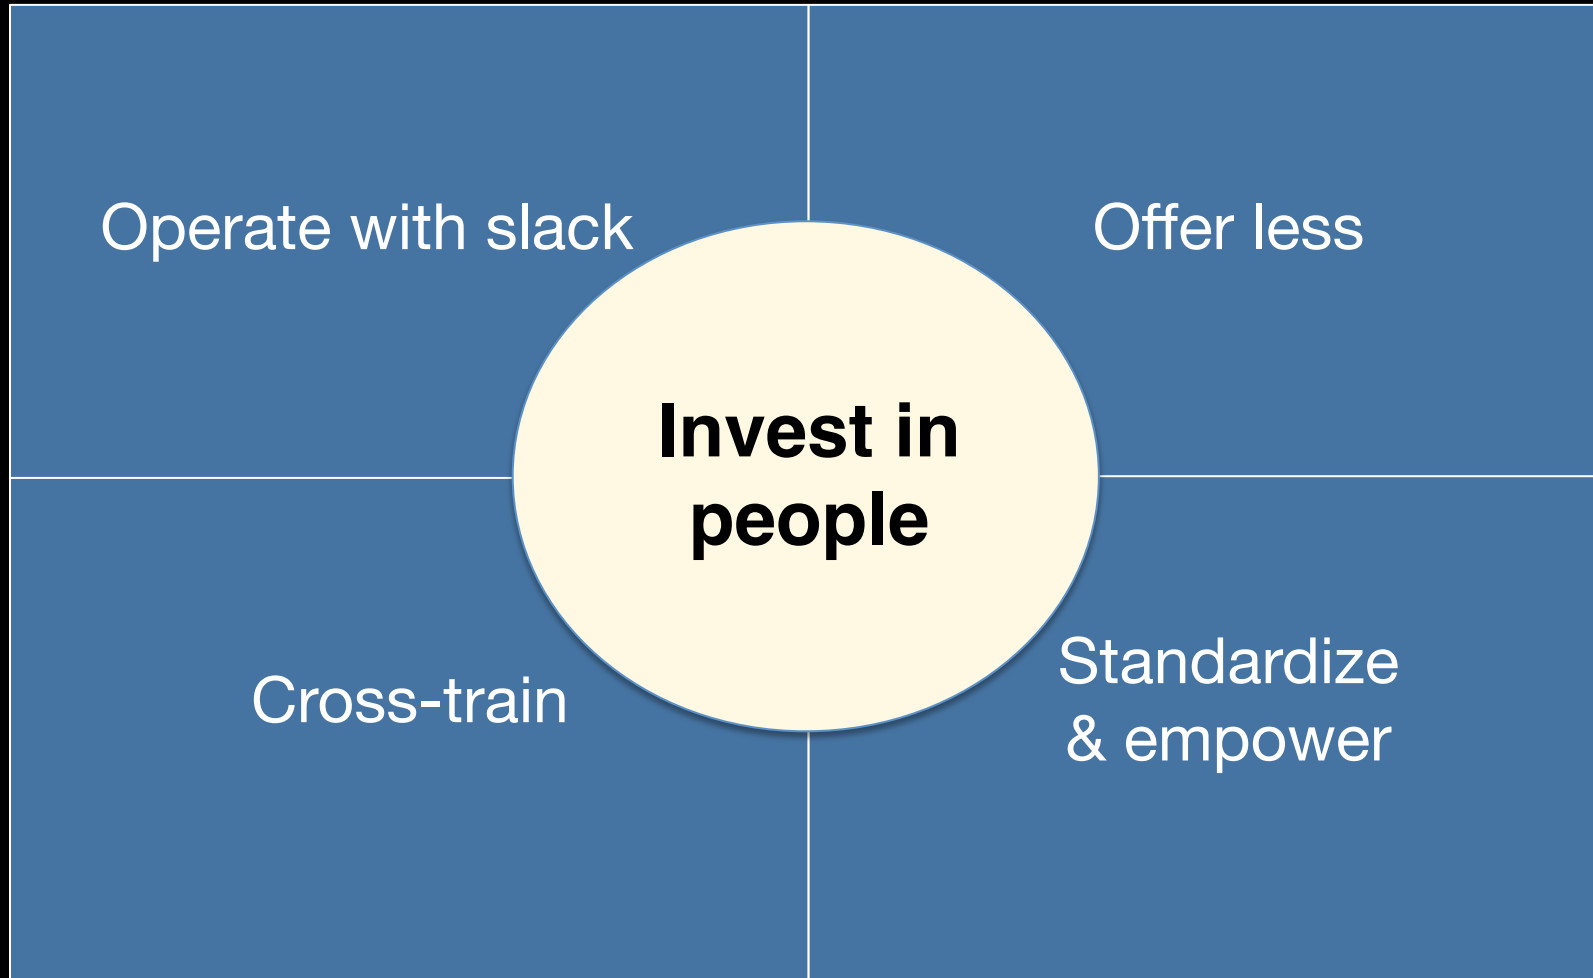 Operate with slack
Offer less
Invest in
people
Cross-train
Standardize
& empower